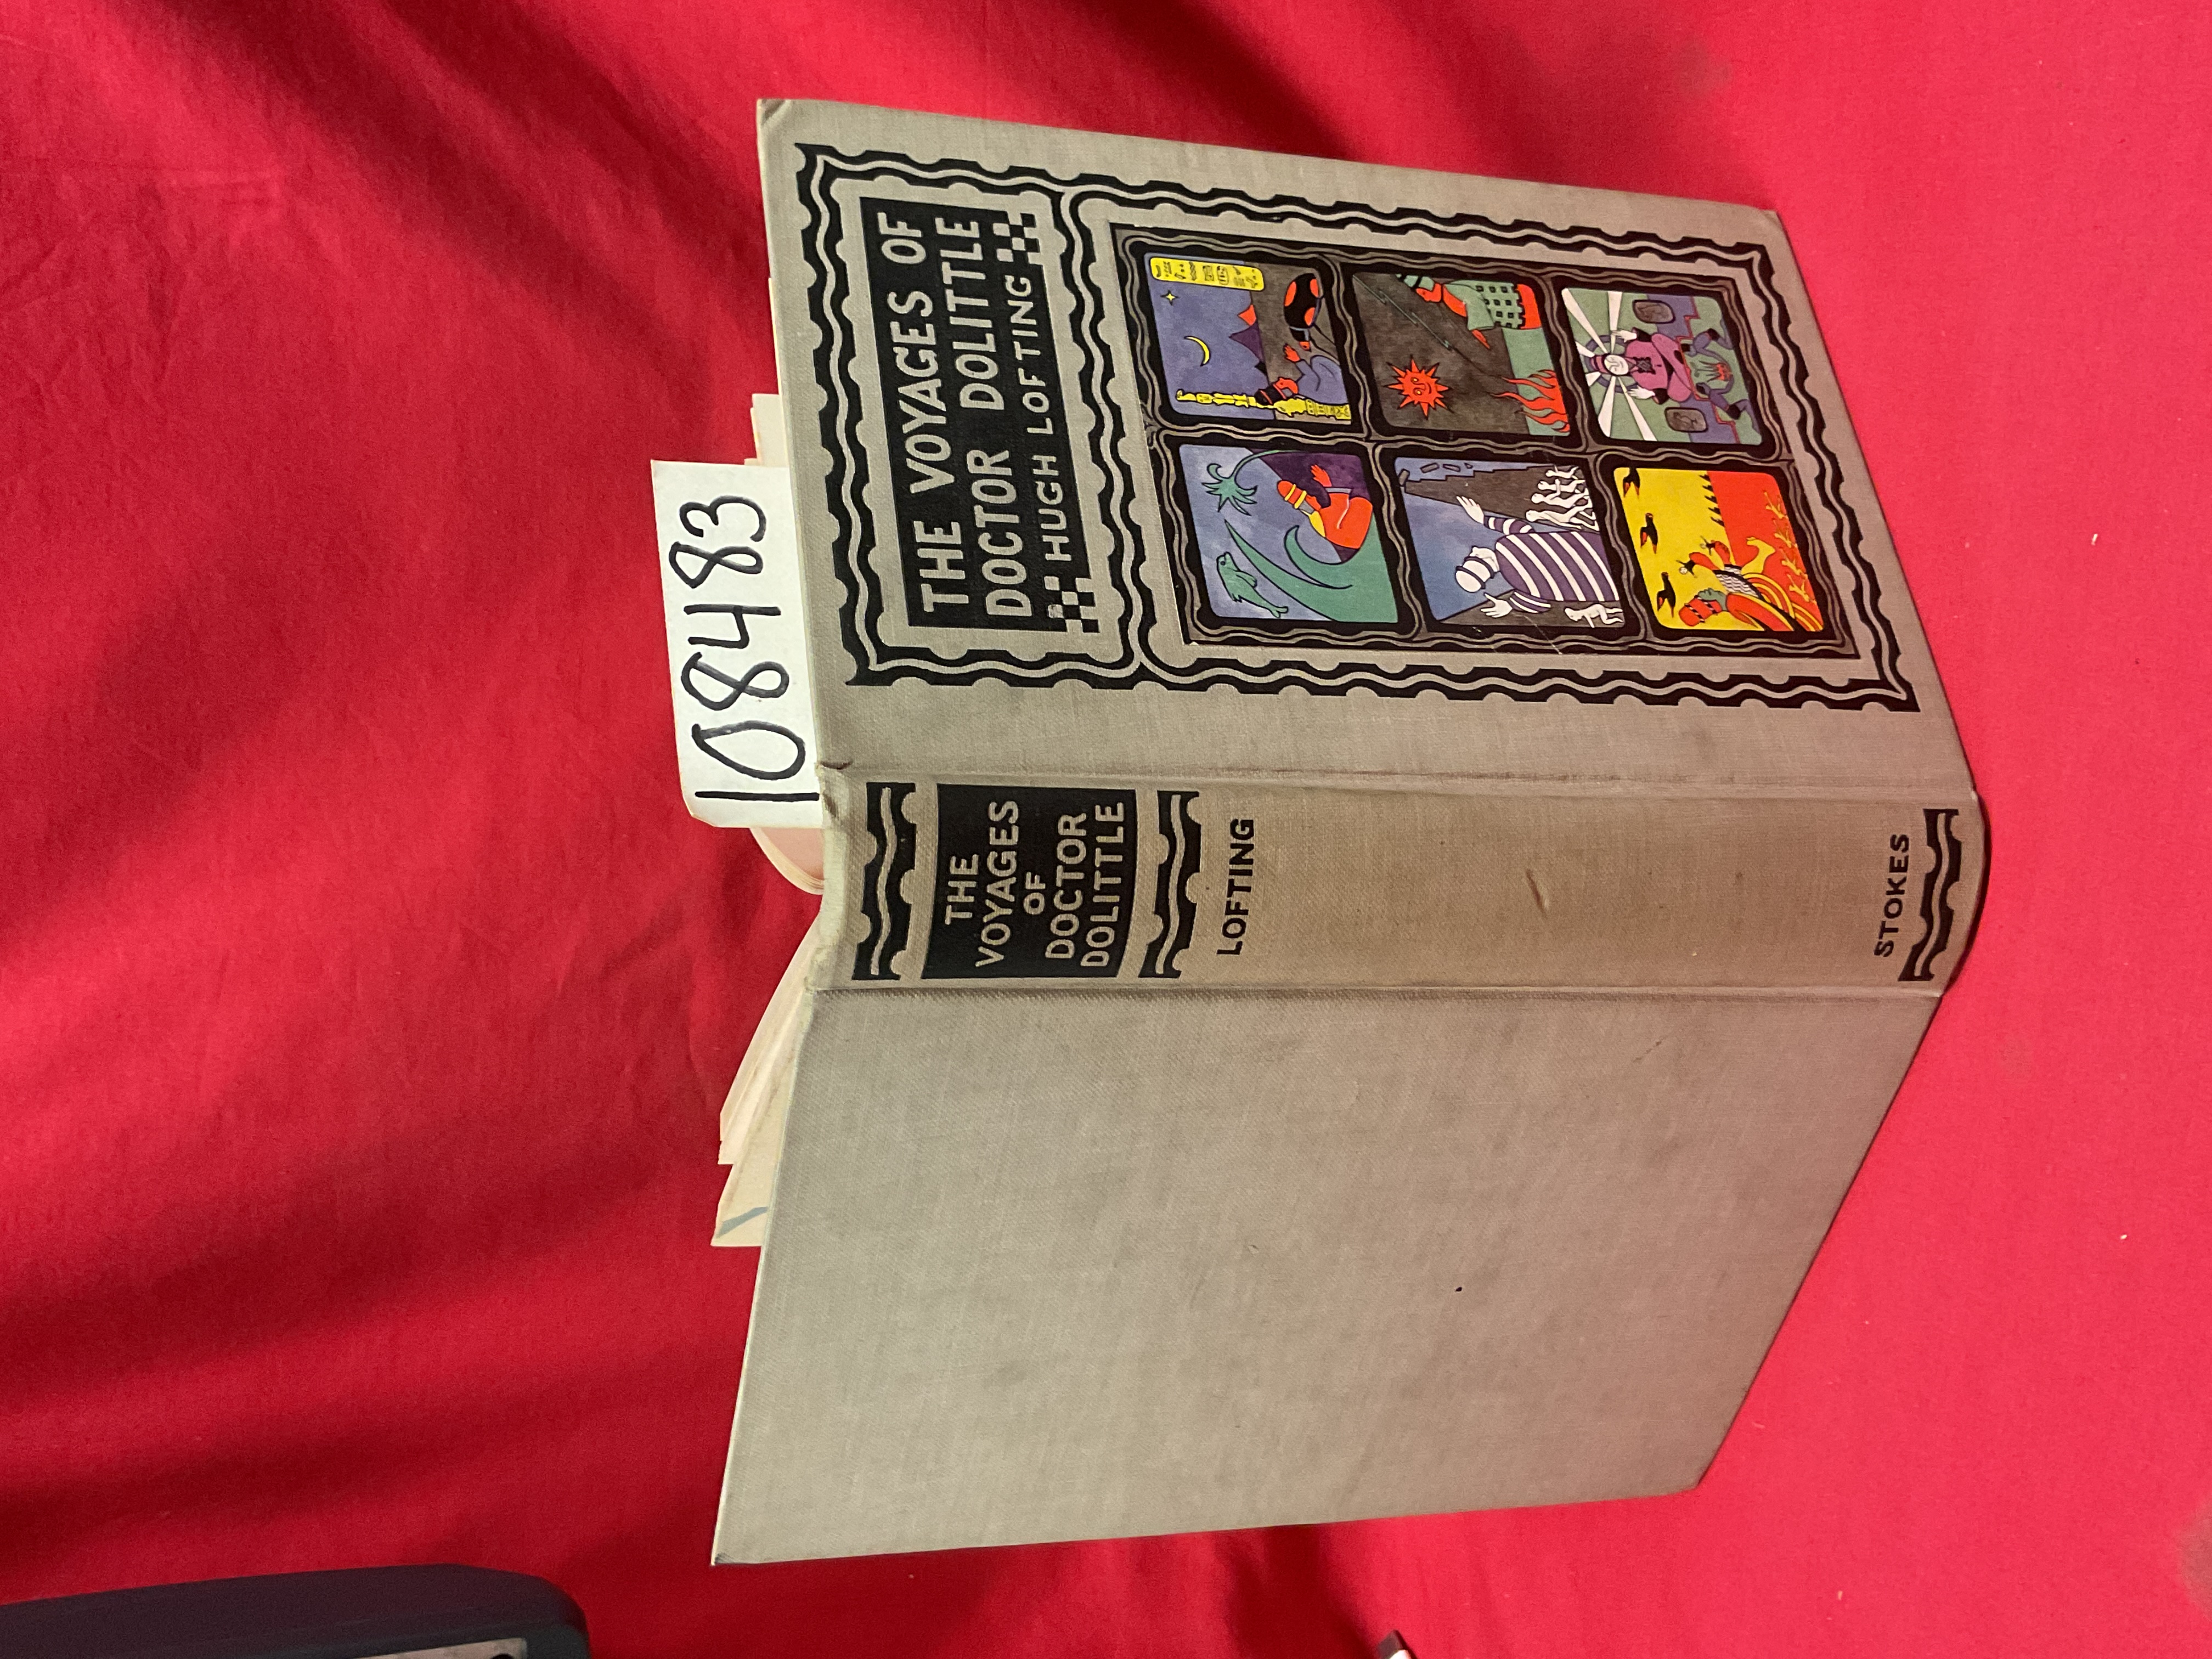 108483
THE VOYAGES OF
DOCTOR DOLITTLE
HUGH LOFTING
THE
VOYAGES
OF
DOCTOR
DOLITTLE
LOFTING
STOKES